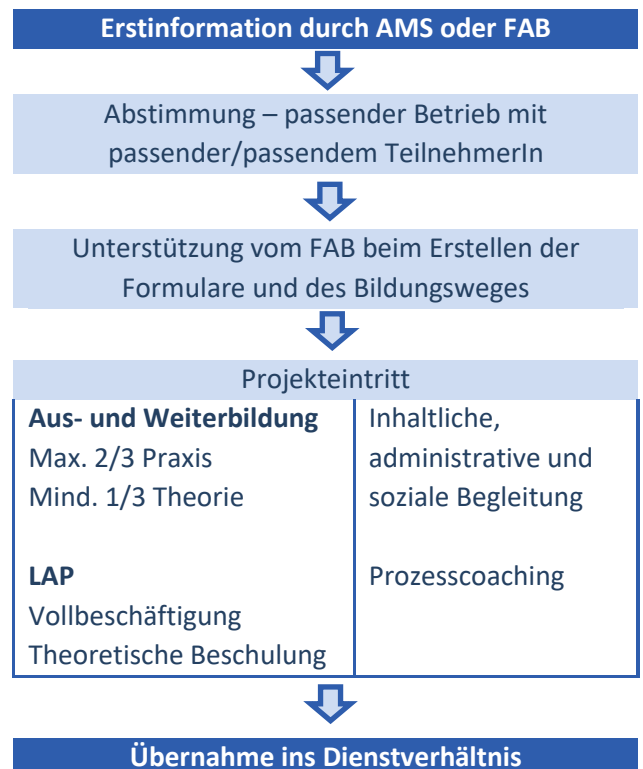 Erstinformation durch AMS oder FAB
Abstimmung – passender Betrieb mit
passender/passendem TeilnehmerIn
Unterstützung vom FAB beim Erstellen der
Formulare und des Bildungsweges
Projekteintritt
Aus- und Weiterbildung
Max. 2/3 Praxis
Mind. 1/3 Theorie
LAP
Vollbeschäftigung
Theoretische Beschulung
Inhaltliche,
administrative und
soziale Begleitung
Prozesscoaching
Übernahme ins Dienstverhältnis